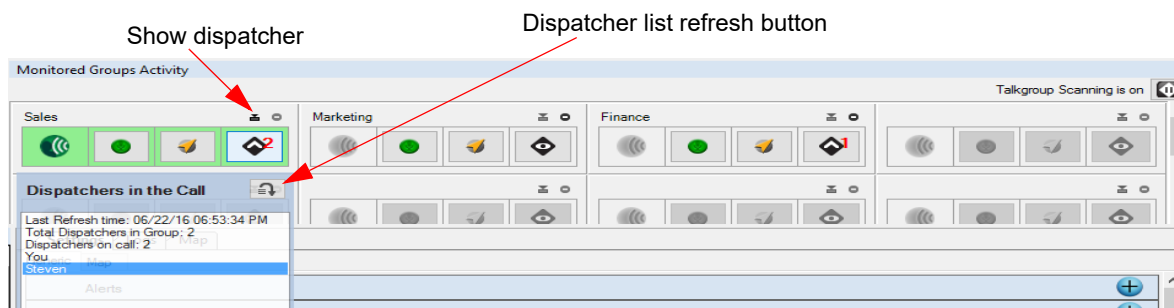 Dispatcher list refresh button
Show dispatcher
Monitored Groups Activity
Talkgroup Scanning is on
Sales
Marketing
Finance
2
1
Dispatchers in the Call
Last Refresh time: 06/22/16 06:53:34 PM
Total Dispatchers in Group: 2
Dispatchers on call: 2
Map
You
Map
Steven
Alerts